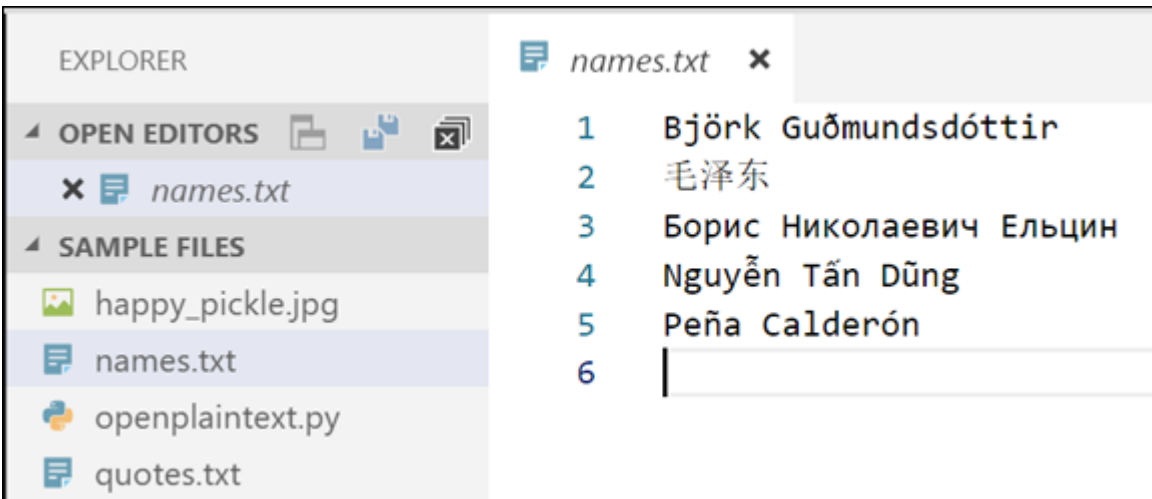 EXPLORER
OPEN EDITORS
names.txt
SAMPLE FILES
happy_pickle.jpg
names.txt
openplaintext.py
quotes.txt
names.txt
1 Björk Guðmundsdóttir
2 毛泽东
3 Борис Николаевич Ельцин
4 Nguyễn Tấn Dũng
5 Peña Calderón
6